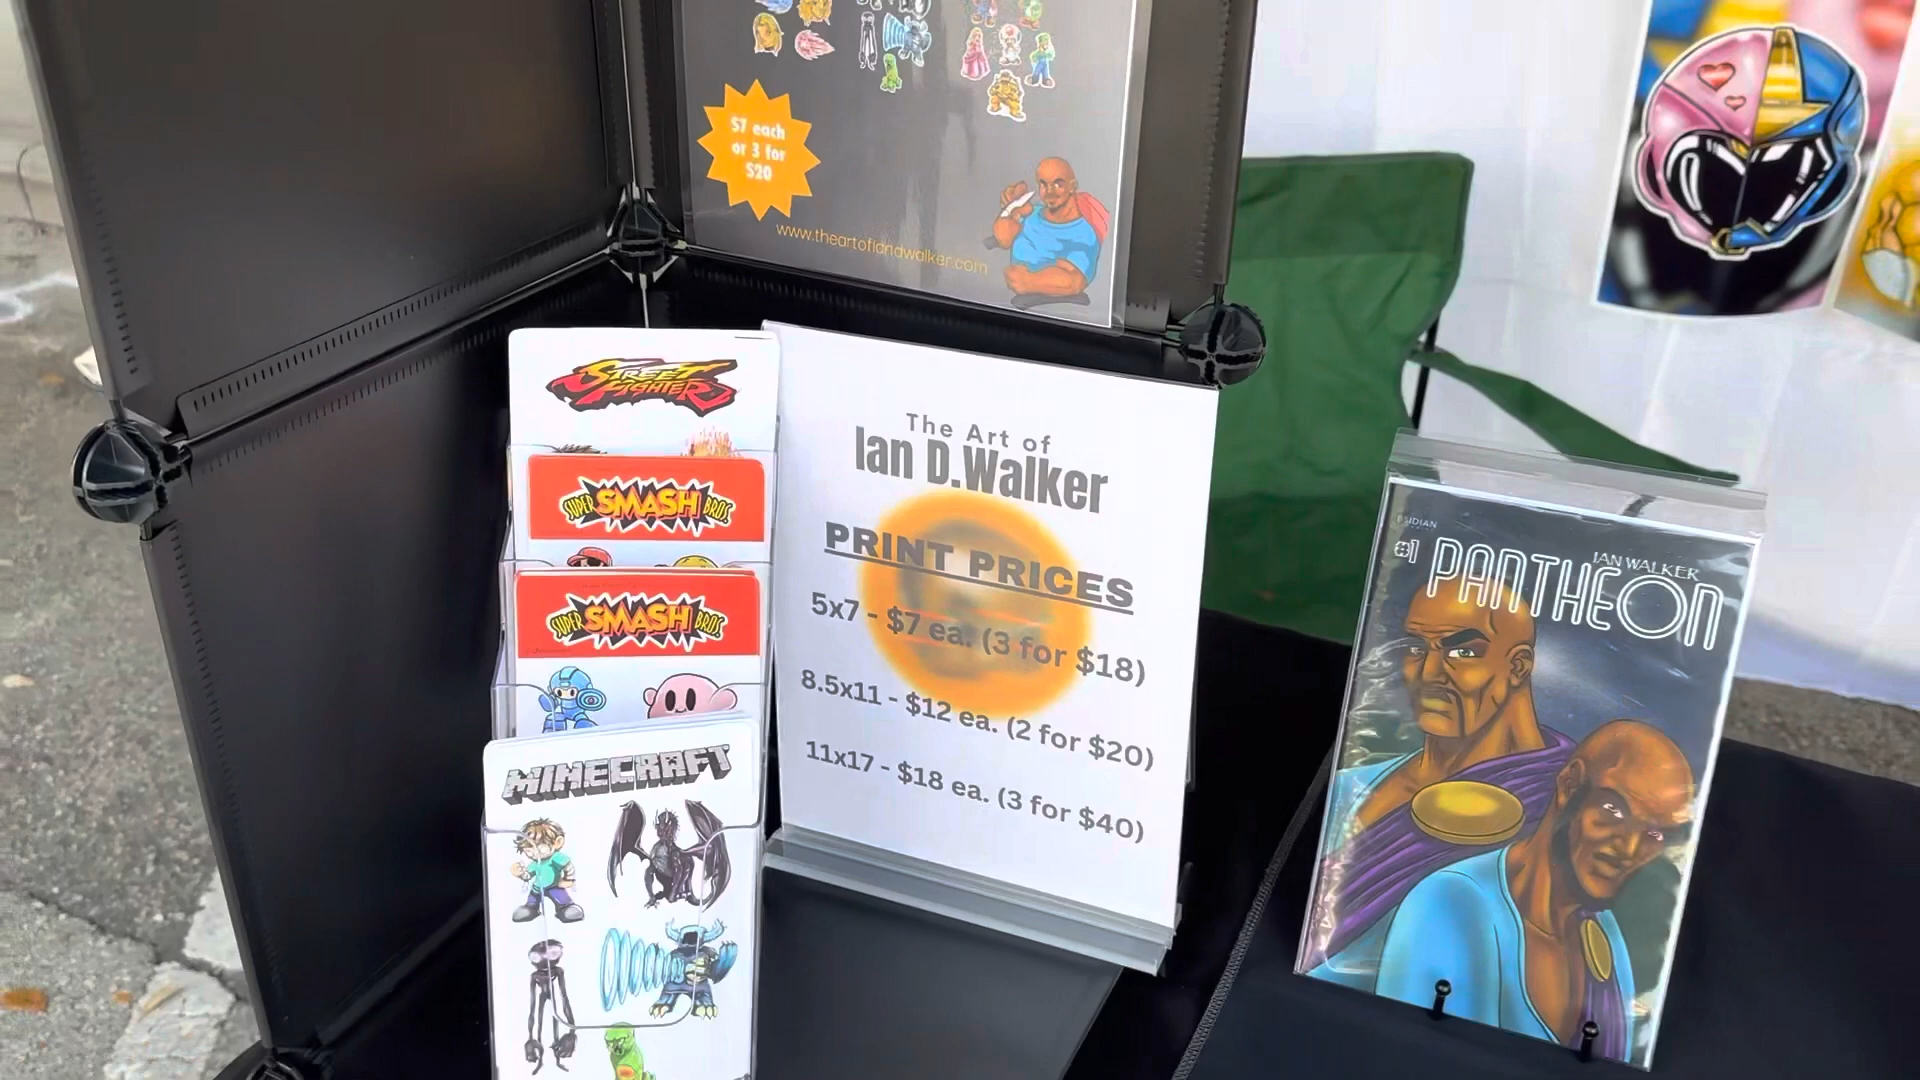 $7 each
or 3 for
$20
www.theartofiandwalker.com
STREET
FIGHTER
SUPER SMASH BROS.
SUPER SMASH BROS.
MINECRAFT
The Art of
Ian D.Walker
PRINT PRICES
5x7 - $7 ea. (3 for $18)
8.5x11 - $12 ea. (2 for $20)
11x17 - $18 ea. (3 for $40)
#1
IAN WALKER
PANTHEON